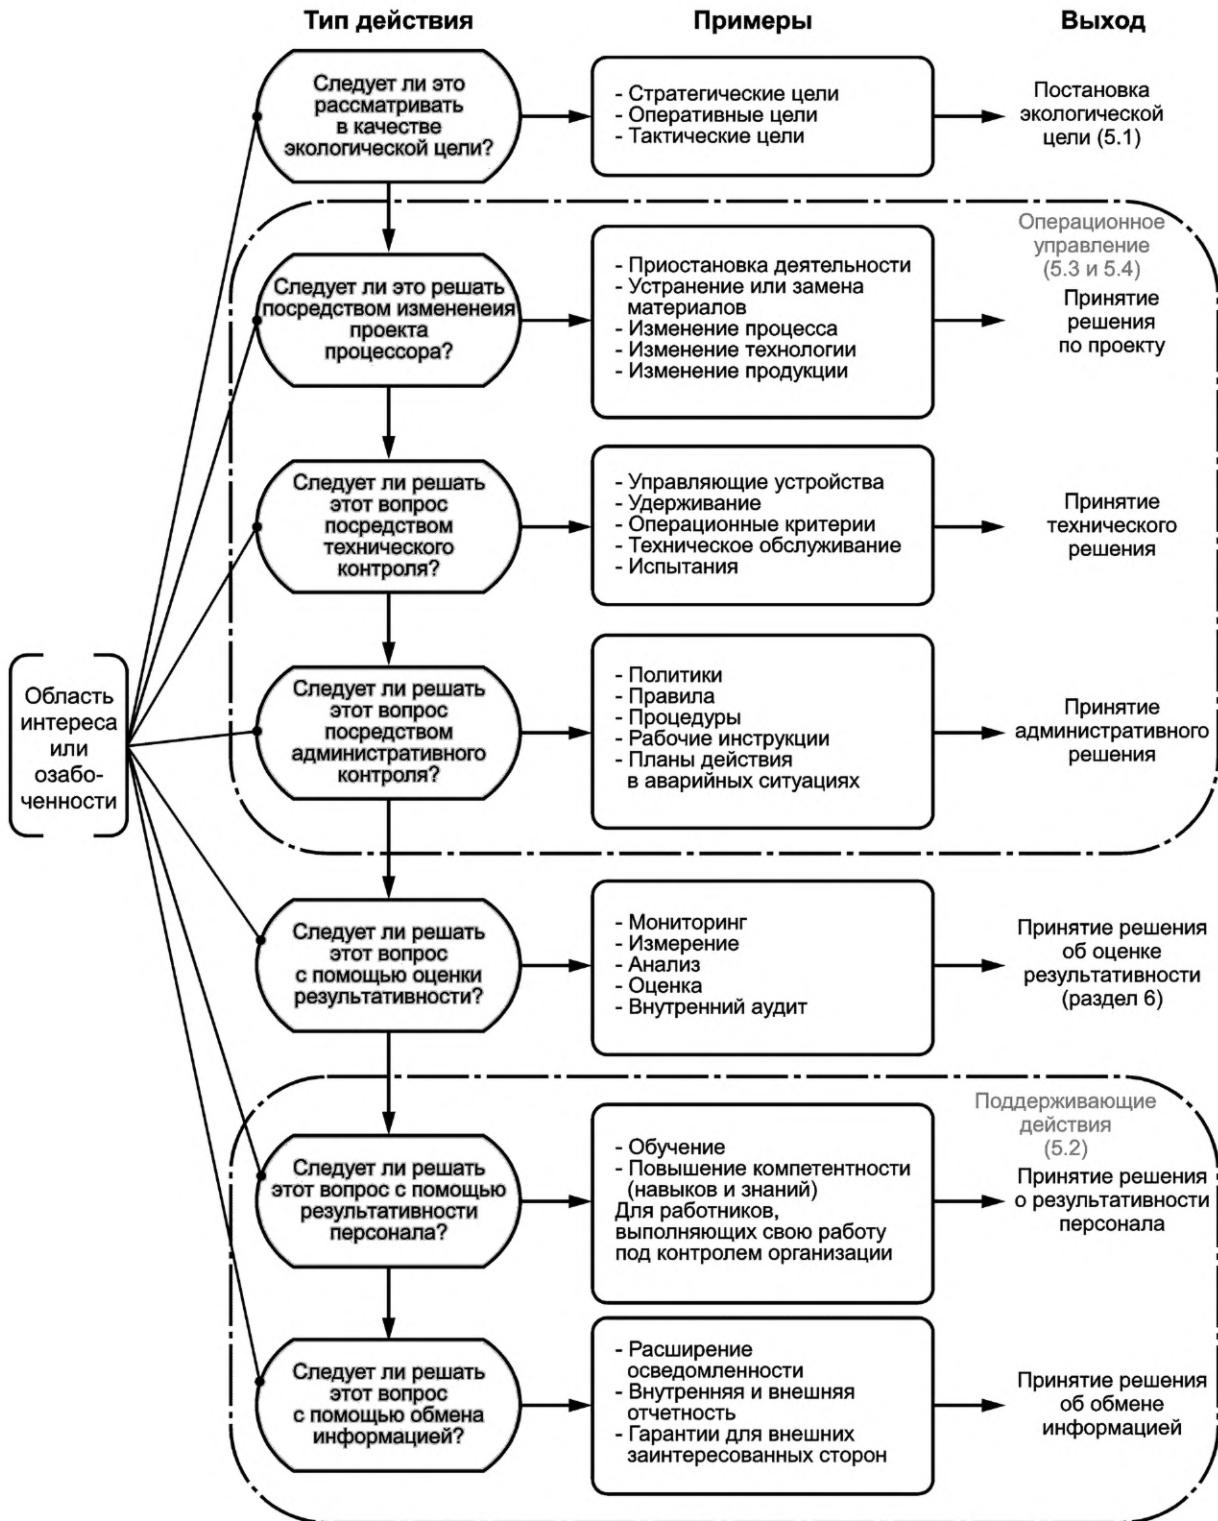 Тип действия
Примеры
Выход
Следует ли это
рассматривать
в качестве
экологической цели?
- Стратегические цели
- Оперативные цели
- Тактические цели
Постановка
экологической
цели (5.1)
Операционное
управление
(5.3 и 5.4)
Следует ли это решать
посредством измененеия
проекта
процессора?
- Приостановка деятельности
- Устранение или замена
материалов
- Изменение процесса
- Изменение технологии
- Изменение продукции
Принятие
решения
по проекту
Следует ли решать
этот вопрос
посредством
технического
контроля?
- Управляющие устройства
- Удерживание
- Операционные критерии
- Техническое обслуживание
- Испытания
Принятие
технического
решения
Область
интереса
или
озабо-
ченности
Следует ли решать
этот вопрос
посредством
административного
контроля?
- Политики
- Правила
- Процедуры
- Рабочие инструкции
- Планы действия
в аварийных ситуациях
Принятие
административного
решения
Следует ли решать
этот вопрос
с помощью оценки
результативности?
- Мониторинг
- Измерение
- Анализ
- Оценка
- Внутренний аудит
Принятие решения
об оценке
результативности
(раздел 6)
Поддерживающие
действия
(5.2)
Следует ли решать
этот вопрос с помощью
результативности
персонала?
- Обучение
- Повышение компетентности
(навыков и знаний)
Для работников,
выполняющих свою работу
под контролем организации
Принятие решения
о результативности
персонала
Следует ли решать
этот вопрос
с помощью обмена
информацией?
- Расширение
осведомленности
- Внутренняя и внешняя
отчетность
- Гарантии для внешних
заинтересованных сторон
Принятие решения
об обмене
информацией